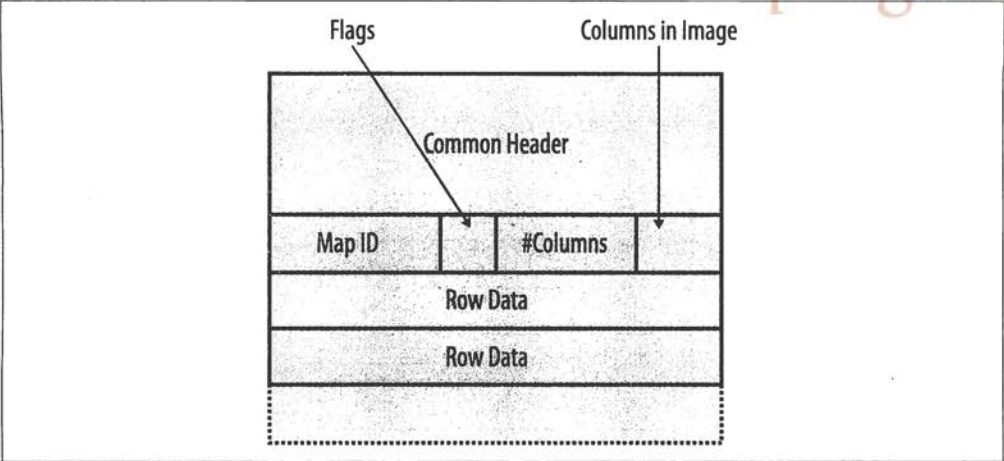 Flags
Columns in Image
Common Header
Map ID
#Columns
Row Data
Row Data